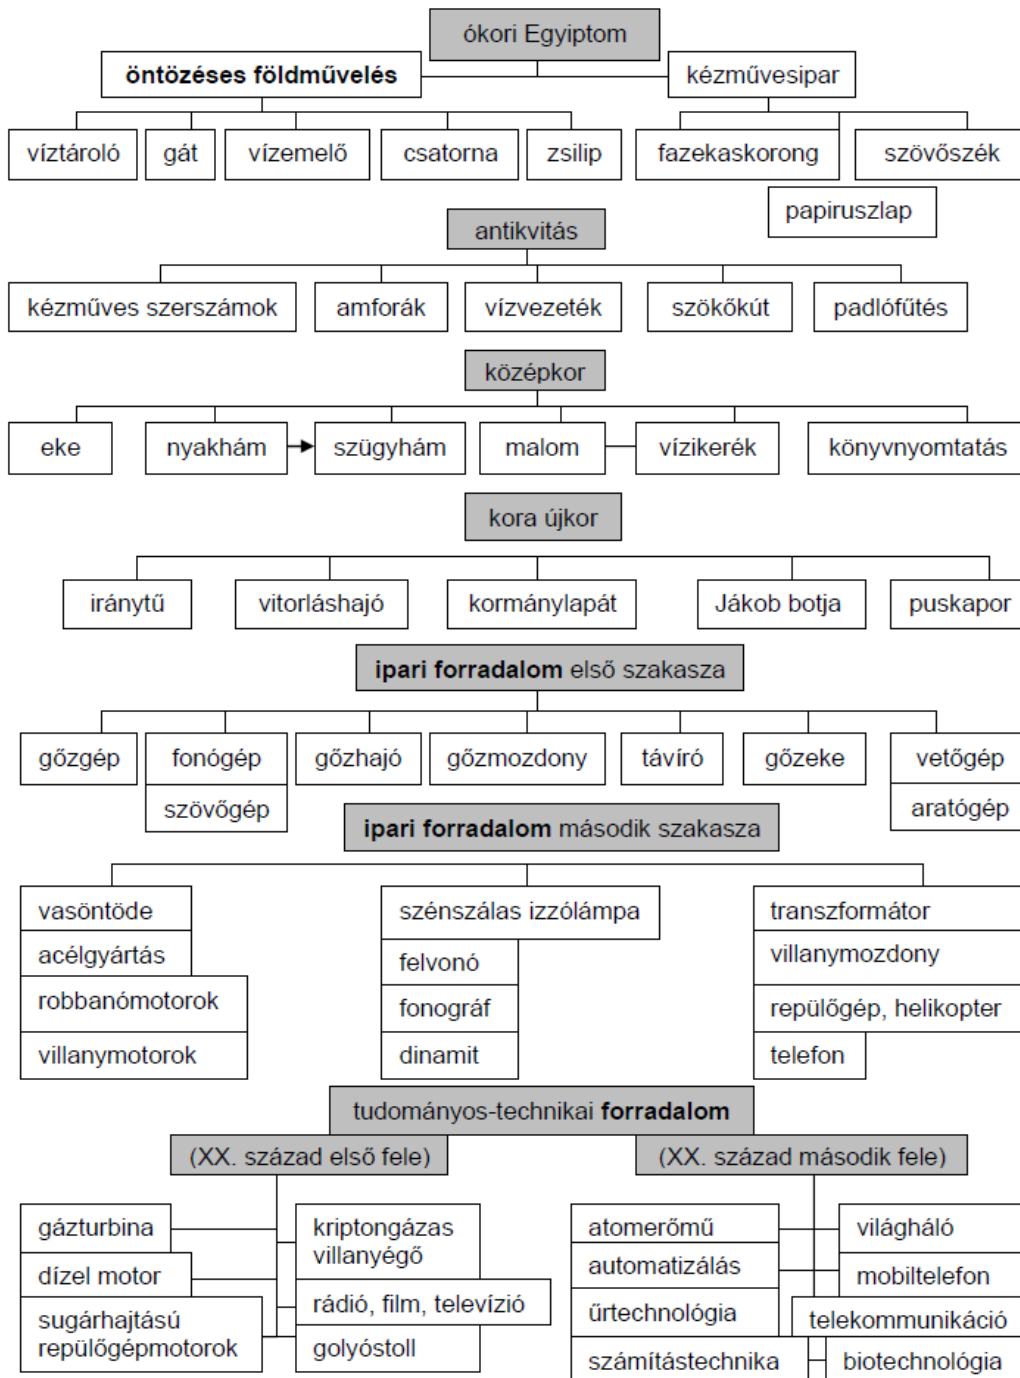 ókori Egyiptom
öntözéses földművelés
kézművesipar
víztároló
gát
vízemelő
csatorna
zsilip
fazekaskorong
szövőszék
papiruszlap
antikvitás
kézműves szerszámok
amforák
vízvezeték
szökőkút
padlófűtés
középkor
eke
nyakhám
szügyhám
malom
vízikerék
könyvnyomtatás
kora újkor
iránytű
vitorláshajó
kormánylapát
Jákob botja
puskapor
ipari forradalom első szakasza
gőzgép
fonógép
gőzhajó
gőzmozdony
távíró
gőzeke
vetőgép
szövőgép
aratógép
ipari forradalom második szakasza
vasöntöde
acélgyártás
robbanómotorok
villanymotorok
szénszálas izzólámpa
felvonó
fonográf
dinamit
transzformátor
villanymozdony
repülőgép, helikopter
telefon
tudományos-technikai forradalom
(XX. század első fele)
(XX. század második fele)
gázturbina
dízel motor
sugárhajtású
repülőgépmotorok
kriptongázas
villanyégő
rádió, film, televízió
golyóstoll
atomerőmű
automatizálás
űrtechnológia
számítástechnika
világháló
mobiltelefon
telekommunikáció
biotechnológia